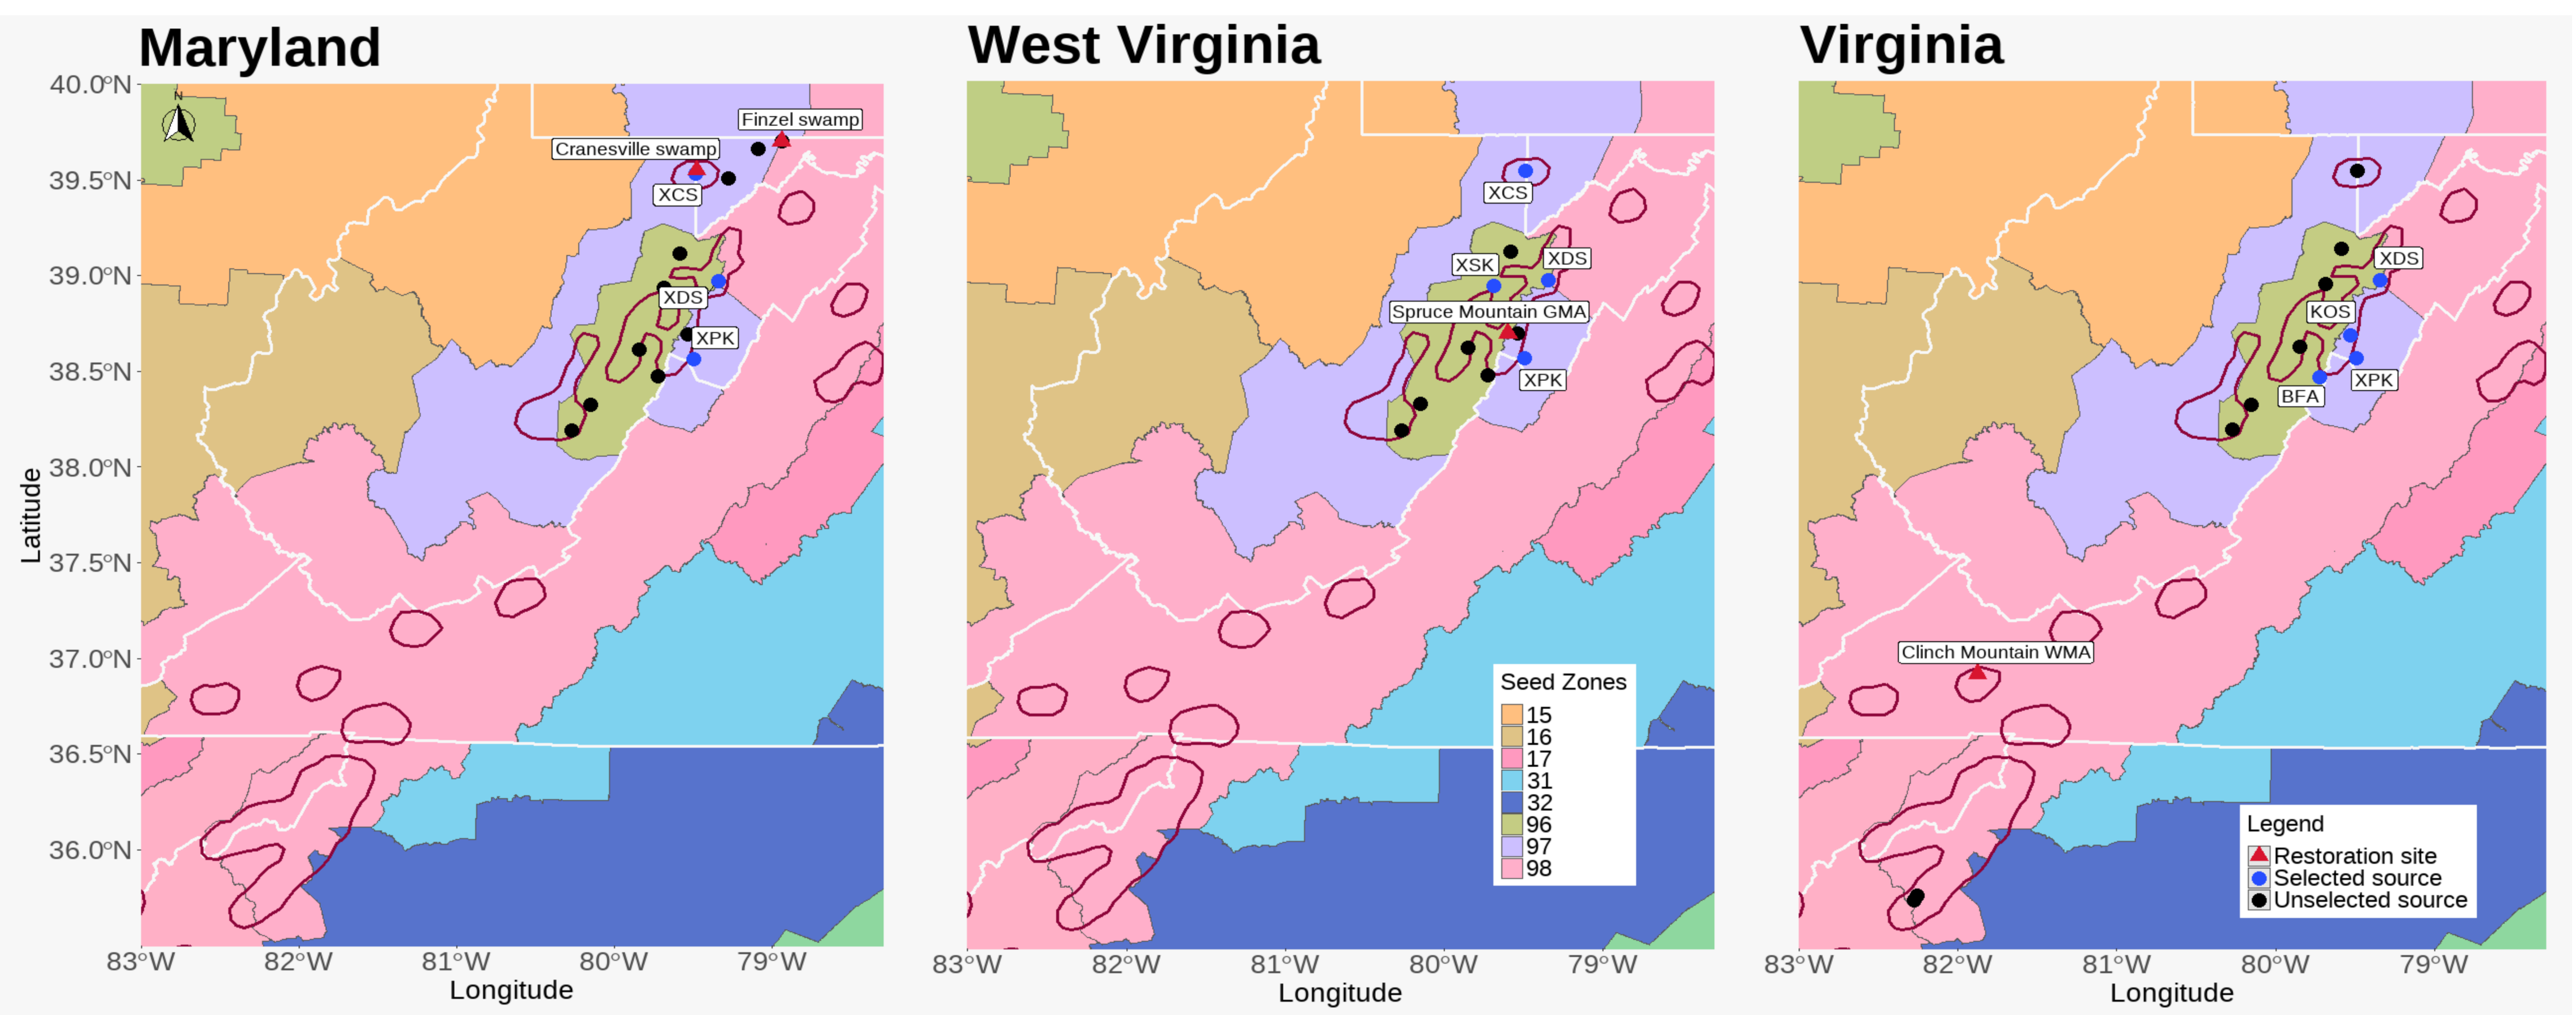 Maryland
West Virginia
Virginia
40.0°N
39.5°N
39.0°N
38.5°N
38.0°N
37.5°N
37.0°N
36.5°N
36.0°N
Latitude
N
Finzel swamp
Cranesville swamp
XCS
XDS
XPK
83°W
82°W
81°W
80°W
79°W
Longitude
XCS
XSK
XDS
Spruce Mountain GMA
XPK
Seed Zones
15
16
17
31
32
96
97
98
83°W
82°W
81°W
80°W
79°W
Longitude
XDS
KOS
XPK
BFA
Clinch Mountain WMA
Legend
Restoration site
Selected source
Unselected source
83°W
82°W
81°W
80°W
79°W
Longitude